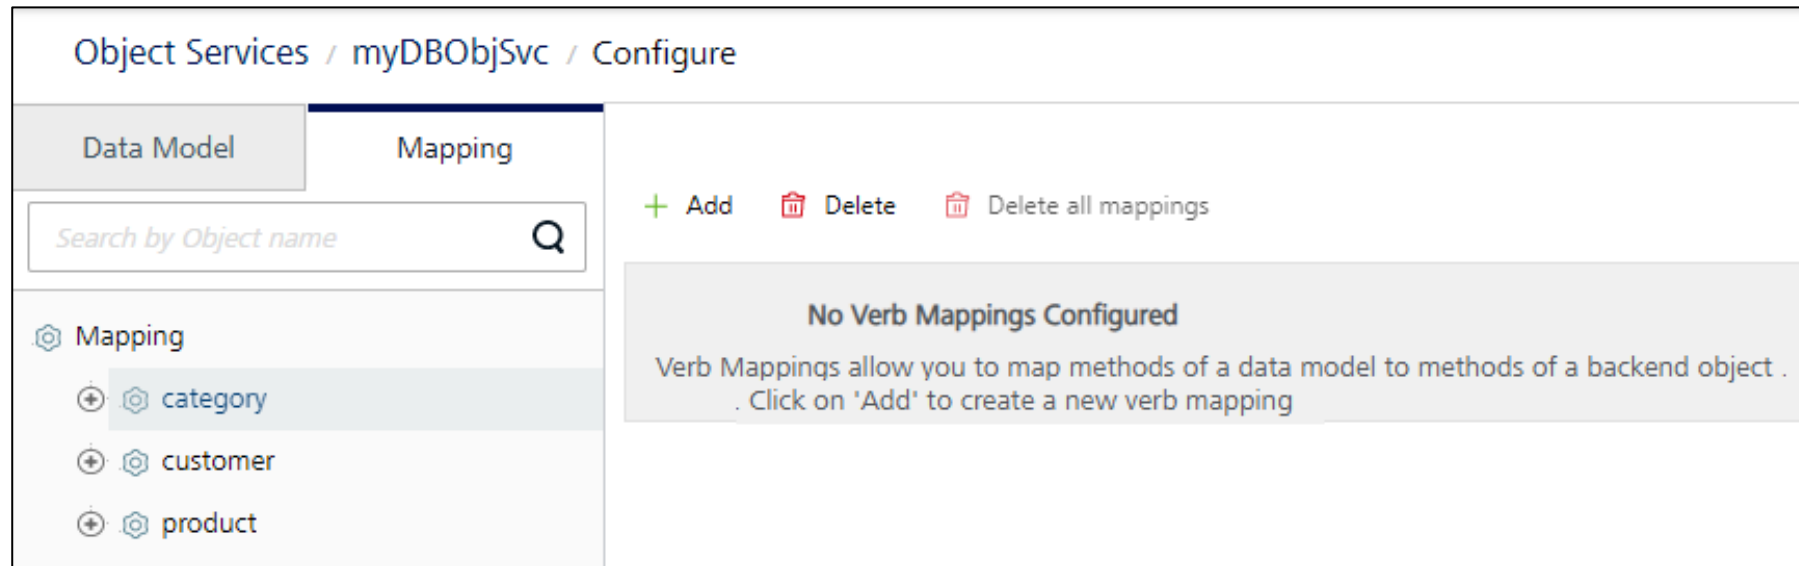 Object Services / myDBObjSvc / Configure
Data Model
Mapping
Search by Object name
Mapping
category
customer
product
+ Add Delete Delete all mappings
No Verb Mappings Configured
Verb Mappings allow you to map methods of a data model to methods of a backend object .
. Click on 'Add' to create a new verb mapping